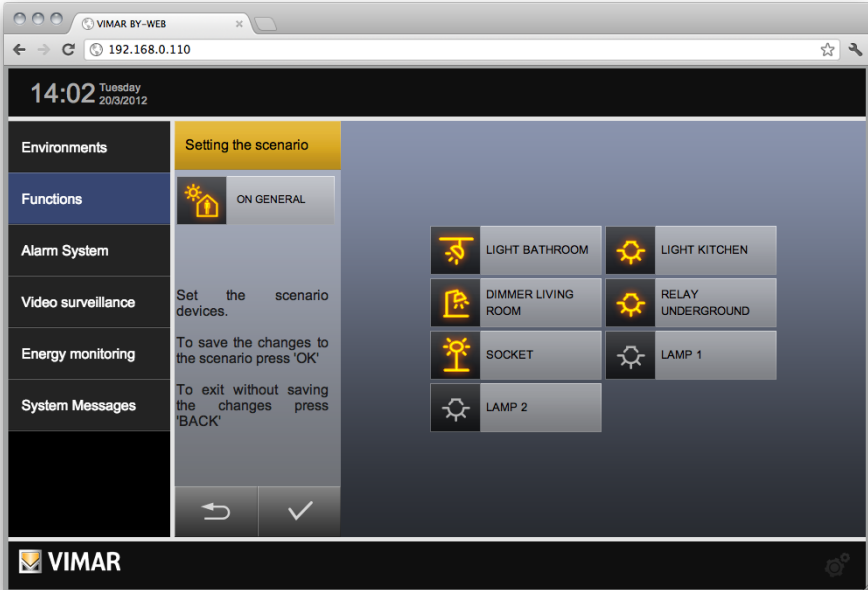 VIMAR BY-WEB
192.168.0.110
14:02 Tuesday
20/3/2012
Environments
Functions
Alarm System
Video surveillance
Energy monitoring
System Messages
Setting the scenario
ON GENERAL
Set the scenario
devices.
To save the changes to
the scenario press 'OK'
To exit without saving
the changes press
'BACK'
LIGHT BATHROOM
LIGHT KITCHEN
DIMMER LIVING
ROOM
RELAY
UNDERGROUND
SOCKET
LAMP 1
LAMP 2
VIMAR